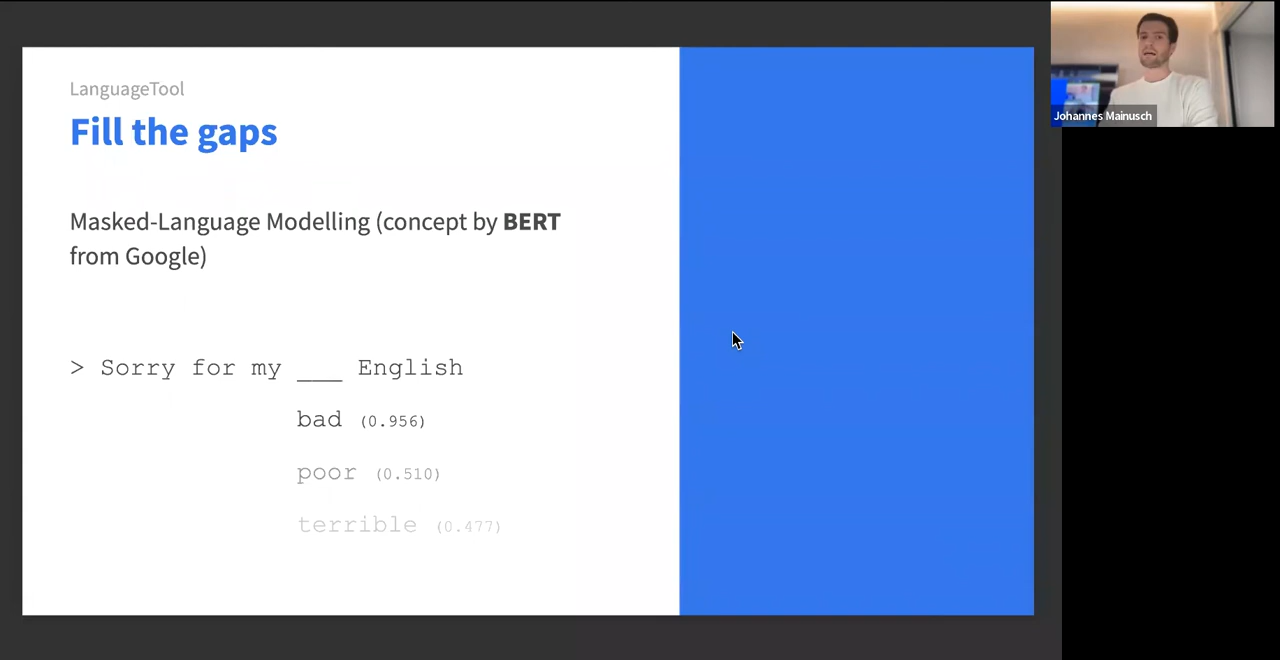 LanguageTool
Fill the gaps
Masked-Language Modelling (concept by BERT
from Google)
> Sorry for my ___ English
bad (0.956)
poor (0.510)
terrible (0.477)
Johannes Mainusch